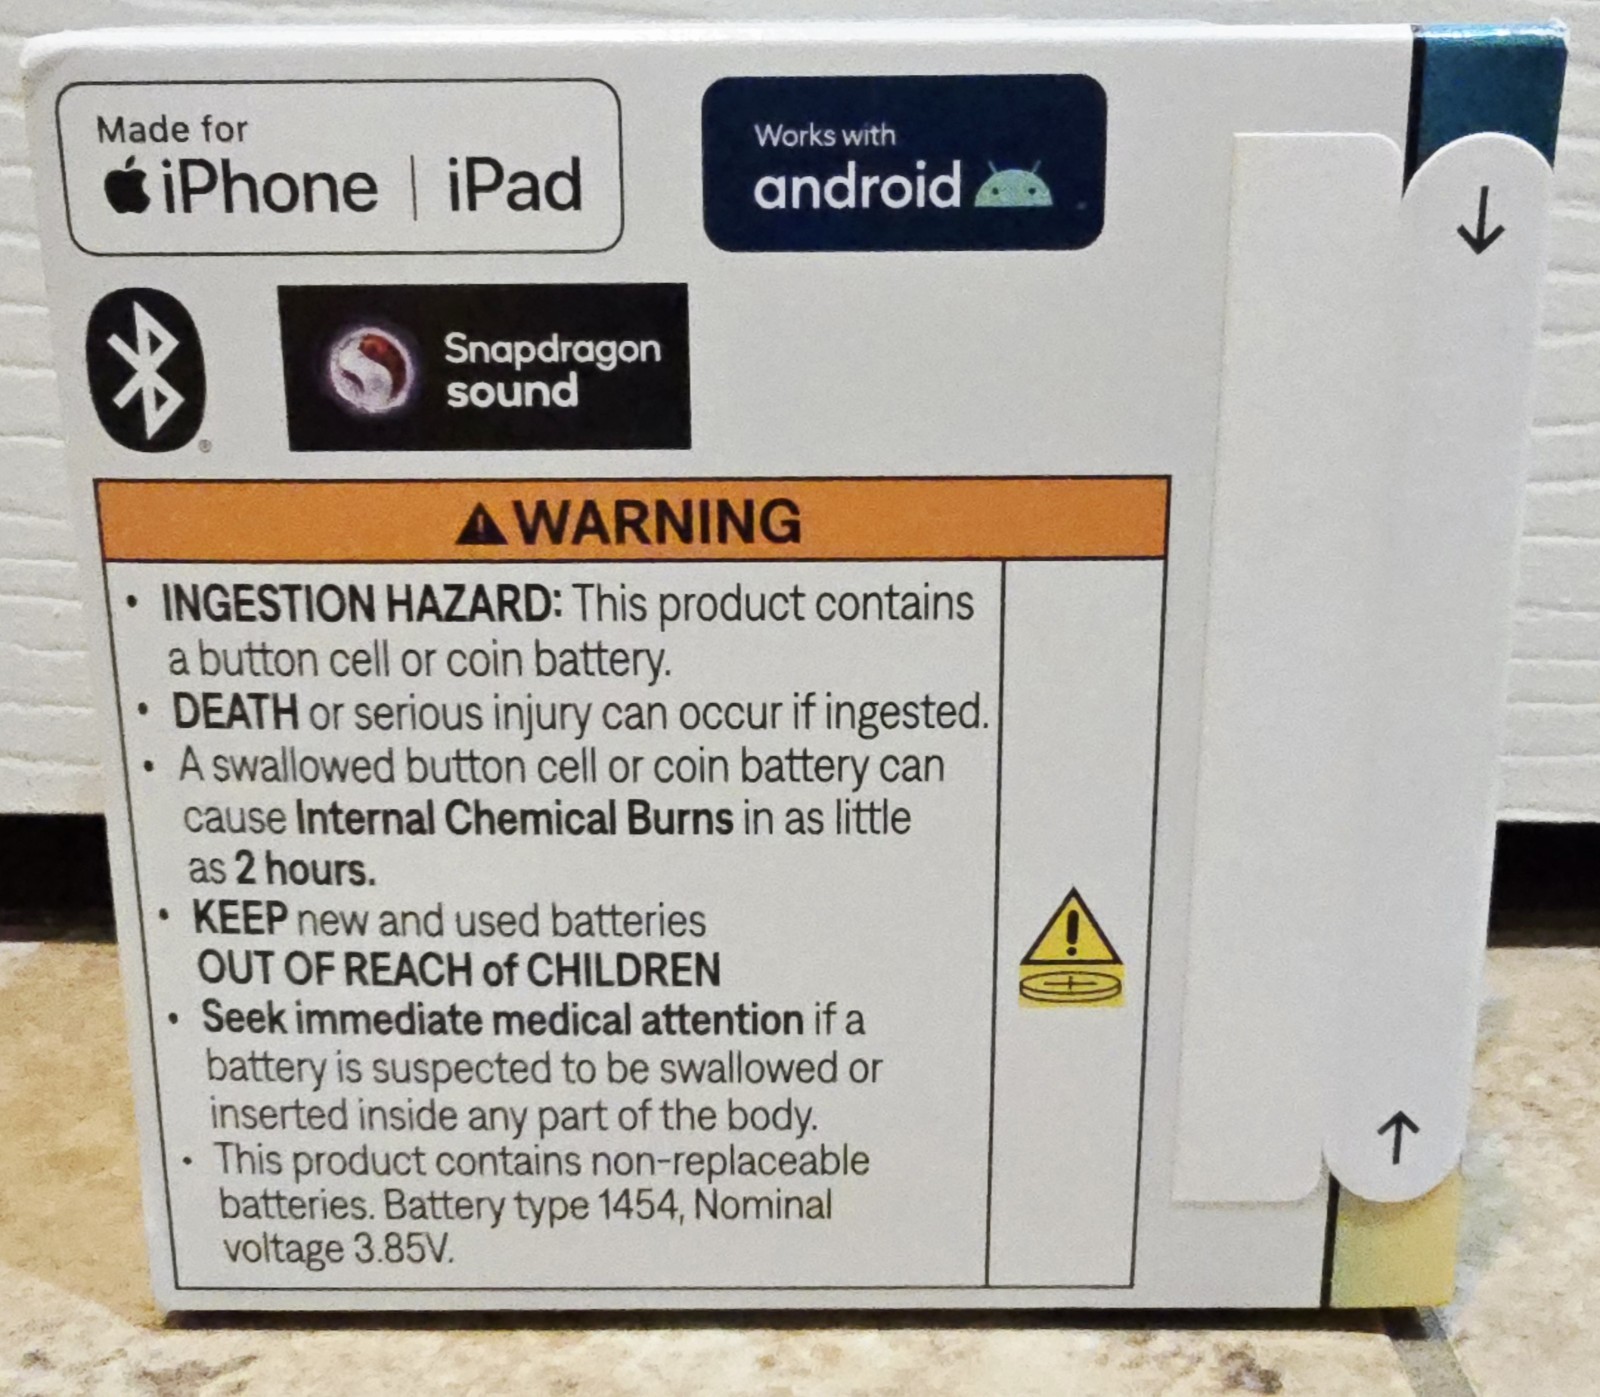 Made for
iPhone | iPad
Works with
android
Snapdragon
sound
WARNING
• INGESTION HAZARD: This product contains
a button cell or coin battery.
• DEATH or serious injury can occur if ingested.
• A swallowed button cell or coin battery can
cause Internal Chemical Burns in as little
as 2 hours.
• KEEP new and used batteries
OUT OF REACH of CHILDREN
• Seek immediate medical attention if a
battery is suspected to be swallowed or
inserted inside any part of the body.
• This product contains non-replaceable
batteries. Battery type 1454, Nominal
voltage 3.85V.